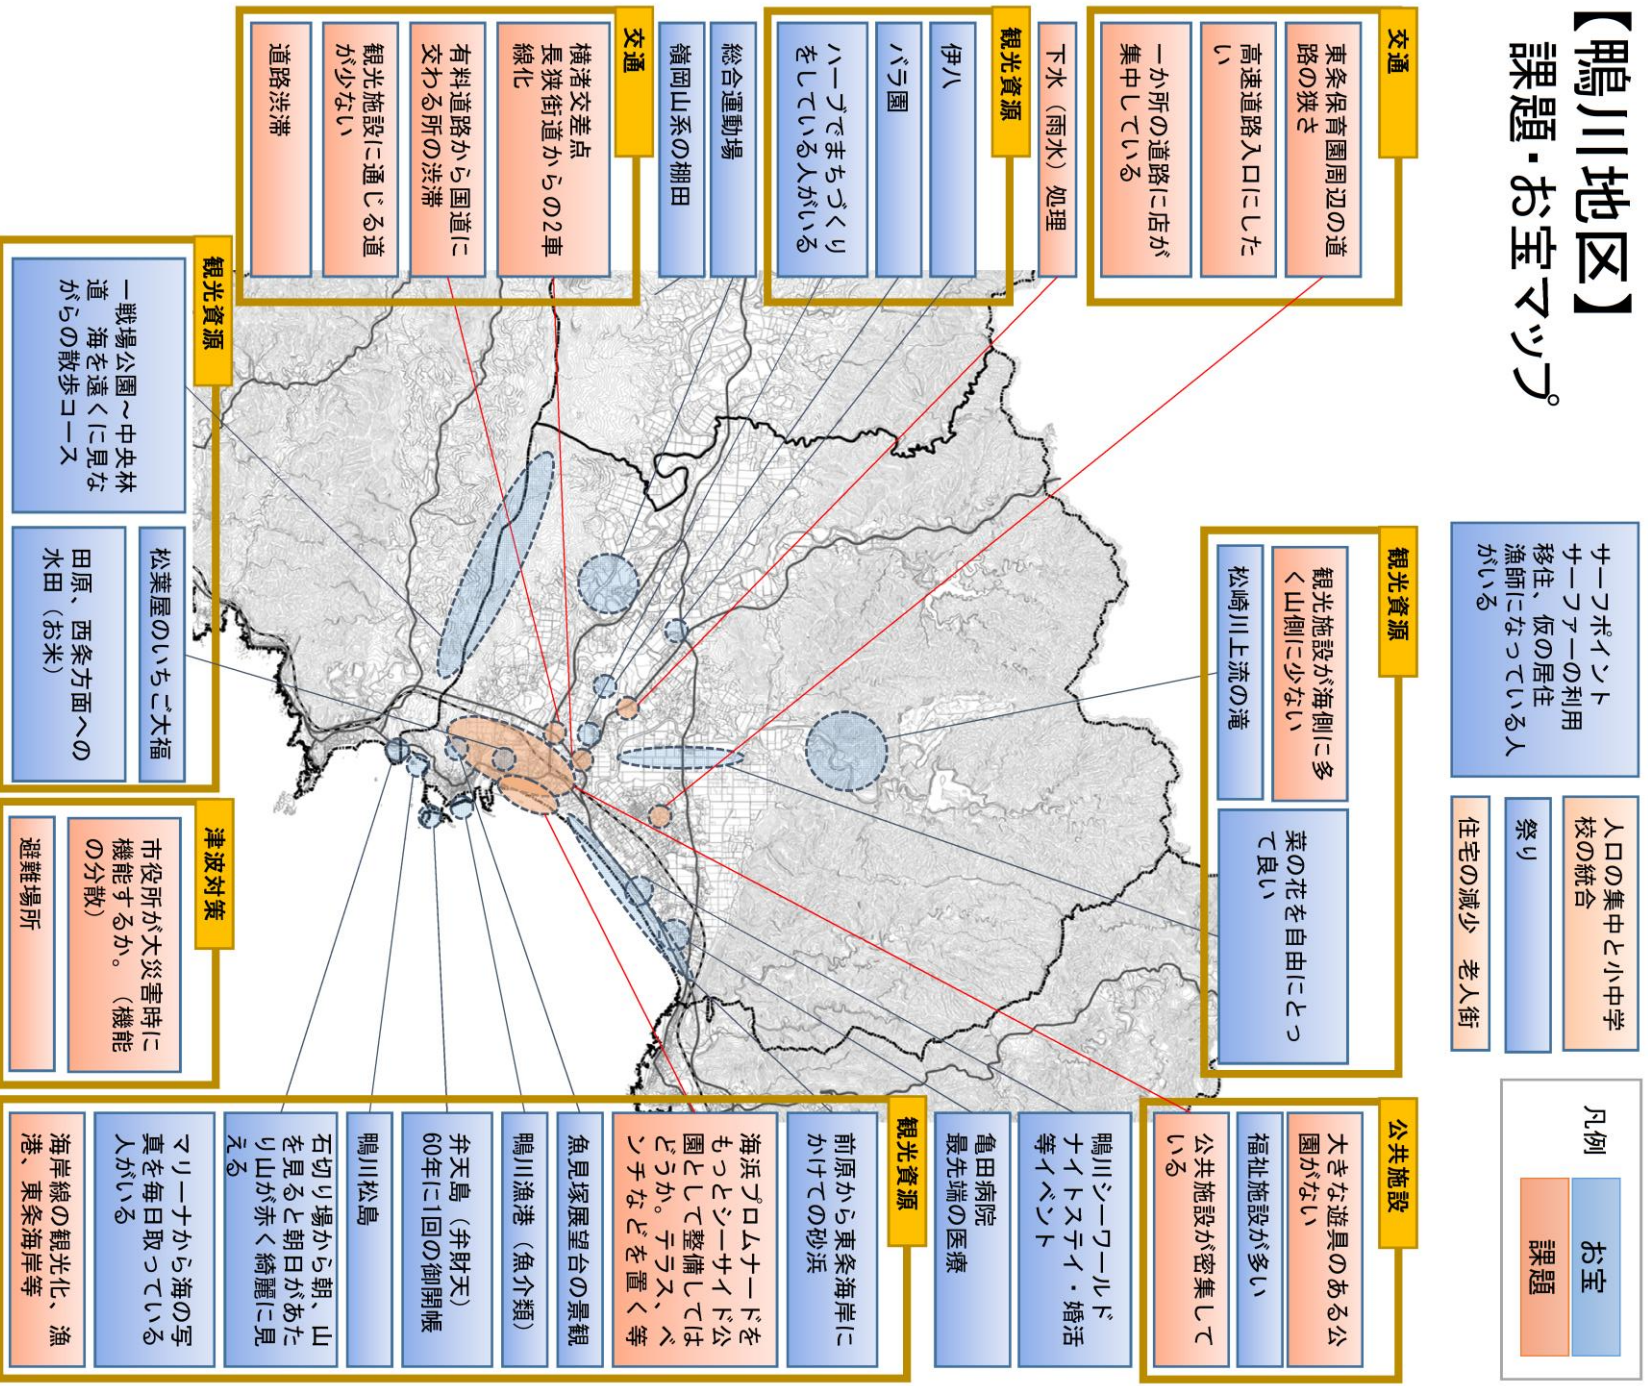 【鴨川地区】
課題・お宝マップ
サーフポイント
サーファーの利用
移住、仮の居住
漁師になっている人
がいる
人口の集中と小中学
校の統合
祭り
住宅の減少　老人街
凡例
お宝
課題
交通
東条保育園周辺の道
路の狭さ
高速道路入口にした
い
一か所の道路に店が
集中している
下水（雨水）処理
観光資源
伊八
バラ園
ハーブでまちづくり
をしている人がいる
総合運動場
嶺岡山系の棚田
交通
横渚交差点
長狭街道からの2車
線化
有料道路から国道に
交わる所の渋滞
観光施設に通じる道
が少ない
道路渋滞
観光資源
観光施設が海側に多
く山側に少ない
松崎川上流の滝
菜の花を自由にとっ
て良い
公共施設
大きな遊具のある公
園がない
福祉施設が多い
公共施設が密集して
いる
鴨川シーワールド
ナイトステイ・婚活
等イベント
亀田病院
最先端の医療
観光資源
前原から東条海岸に
かけての砂浜
海浜プロムナードを
もっとシーサイド公
園として整備しては
どうか。テラス、ベ
ンチなどを置く等
魚見塚展望台の景観
鴨川漁港（魚介類）
弁天島（弁財天）
60年に1回の御開帳
鴨川松島
石切り場から朝、山
を見ると朝日があた
り山が赤く綺麗に見
える
マリーナから海の写
真を毎日取っている
人がいる
海岸線の観光化、漁
港、東条海岸等
観光資源
一戦場公園～中央林
道　海を遠くに見な
がらの散歩コース
松葉屋のいちご大福
田原、西条方面への
水田（お米）
津波対策
市役所が大災害時に
機能するか。（機能
の分散）
避難場所